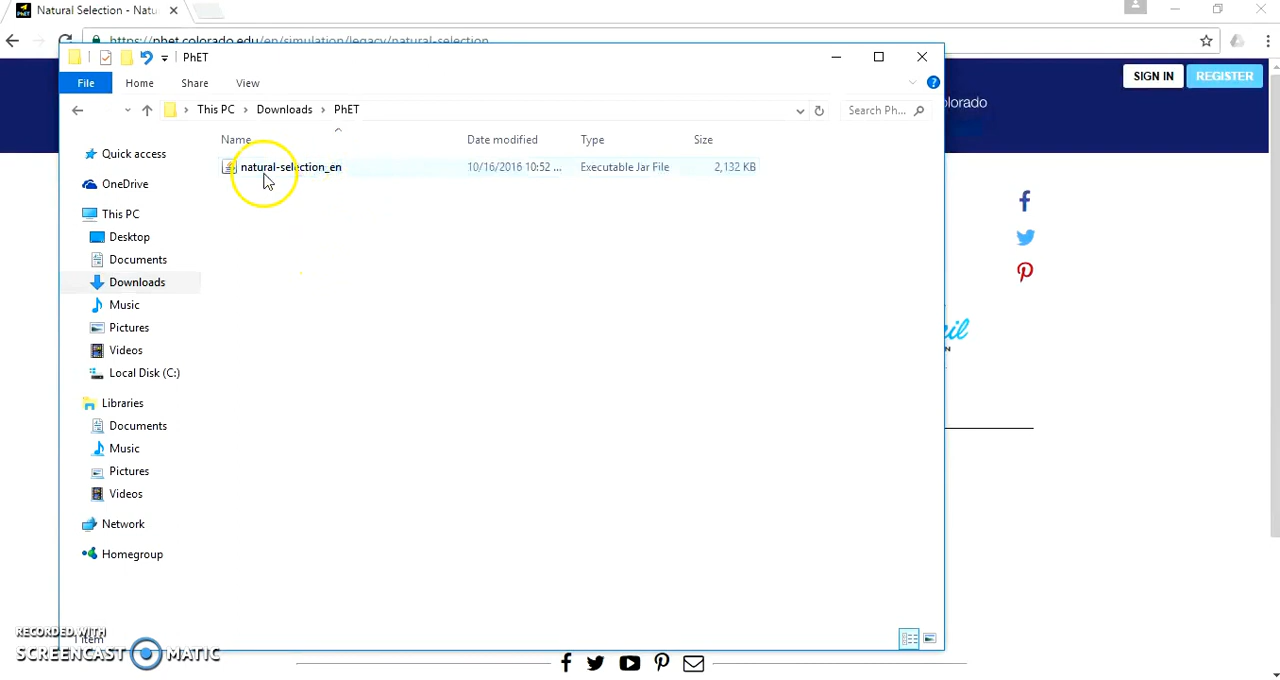 PhET Natural Selection - Natu
https://phet.colorado.edu/en/simulation/legacy/natural-selection
PhET
File Home Share View
SIGN IN REGISTER
olorado
This PC Downloads PhET
Search Ph...
Name Date modified Type Size
natural-selection_en 10/16/2016 10:52 ... Executable Jar File 2,132 KB
Quick access
OneDrive
This PC
Desktop
Documents
Downloads
Music
Pictures
Videos
Local Disk (C:)
Libraries
Documents
Music
Pictures
Videos
Network
Homegroup
1 item
RECORDED WITH
SCREENCAST MATIC